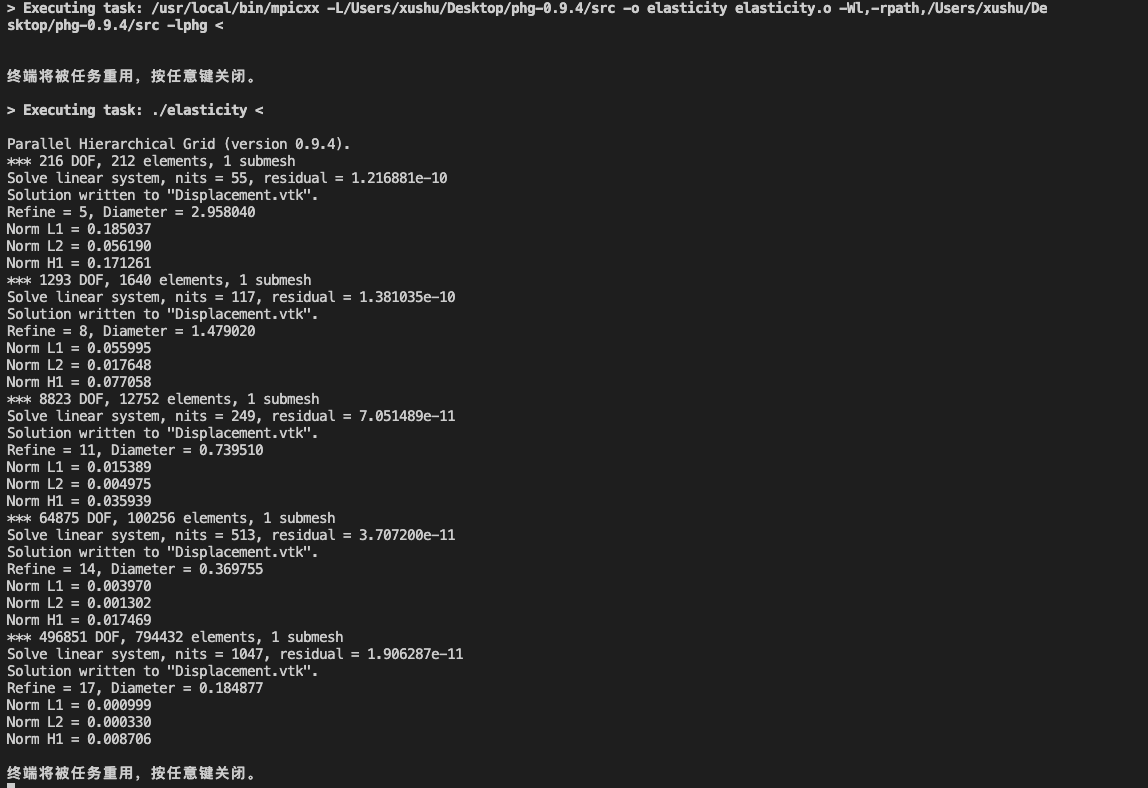 > Executing task: /usr/local/bin/mpicxx -L/Users/xushu/Desktop/phg-0.9.4/src -o elasticity elasticity.o -Wl,-rpath,/Users/xushu/De
sktop/phg-0.9.4/src -lphg <
终端将被任务重用，按任意键关闭。
> Executing task: ./elasticity <
Parallel Hierarchical Grid (version 0.9.4).
*** 216 DOF, 212 elements, 1 submesh
Solve linear system, nits = 55, residual = 1.216881e-10
Solution written to "Displacement.vtk".
Refine = 5, Diameter = 2.958040
Norm L1 = 0.185037
Norm L2 = 0.056190
Norm H1 = 0.171261
*** 1293 DOF, 1640 elements, 1 submesh
Solve linear system, nits = 117, residual = 1.381035e-10
Solution written to "Displacement.vtk".
Refine = 8, Diameter = 1.479020
Norm L1 = 0.055995
Norm L2 = 0.017648
Norm H1 = 0.077058
*** 8823 DOF, 12752 elements, 1 submesh
Solve linear system, nits = 249, residual = 7.051489e-11
Solution written to "Displacement.vtk".
Refine = 11, Diameter = 0.739510
Norm L1 = 0.015389
Norm L2 = 0.004975
Norm H1 = 0.035939
*** 64875 DOF, 100256 elements, 1 submesh
Solve linear system, nits = 513, residual = 3.707200e-11
Solution written to "Displacement.vtk".
Refine = 14, Diameter = 0.369755
Norm L1 = 0.003970
Norm L2 = 0.001302
Norm H1 = 0.017469
*** 496851 DOF, 794432 elements, 1 submesh
Solve linear system, nits = 1047, residual = 1.906287e-11
Solution written to "Displacement.vtk".
Refine = 17, Diameter = 0.184877
Norm L1 = 0.000999
Norm L2 = 0.000330
Norm H1 = 0.008706
终端将被任务重用，按任意键关闭。